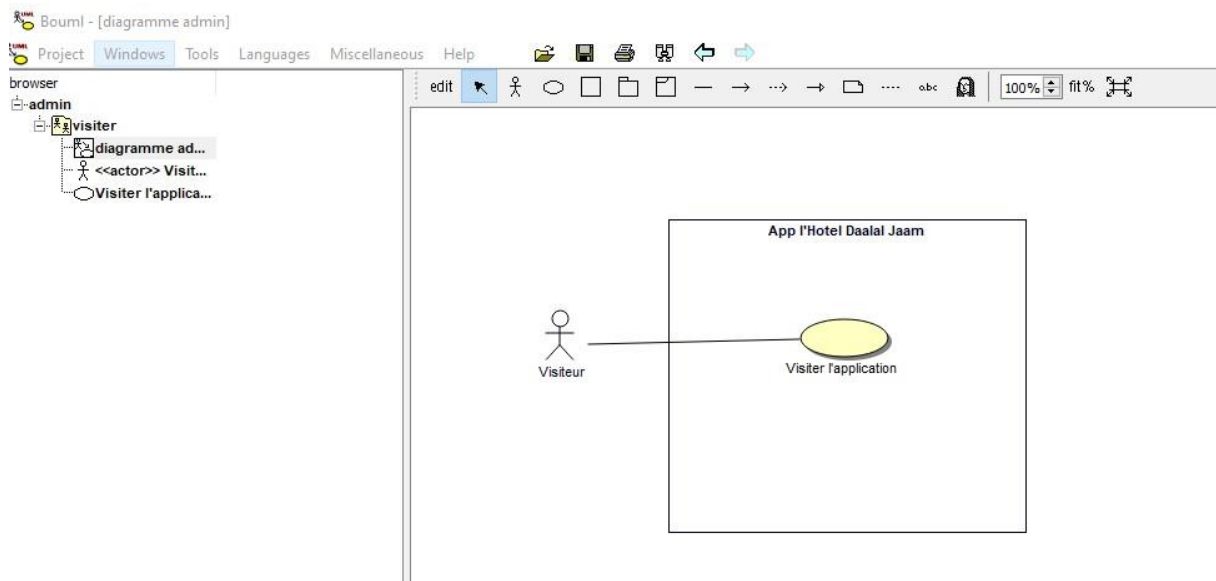 Bouml - [diagramme admin]
Project Windows Tools Languages Miscellaneous Help
browser
edit abc 100% fit%
admin
visiter
diagramme ad...
<<actor>> Visit...
Visiter l'applica...
App l'Hotel Daalal Jaam
Visiteur
Visiter l'application